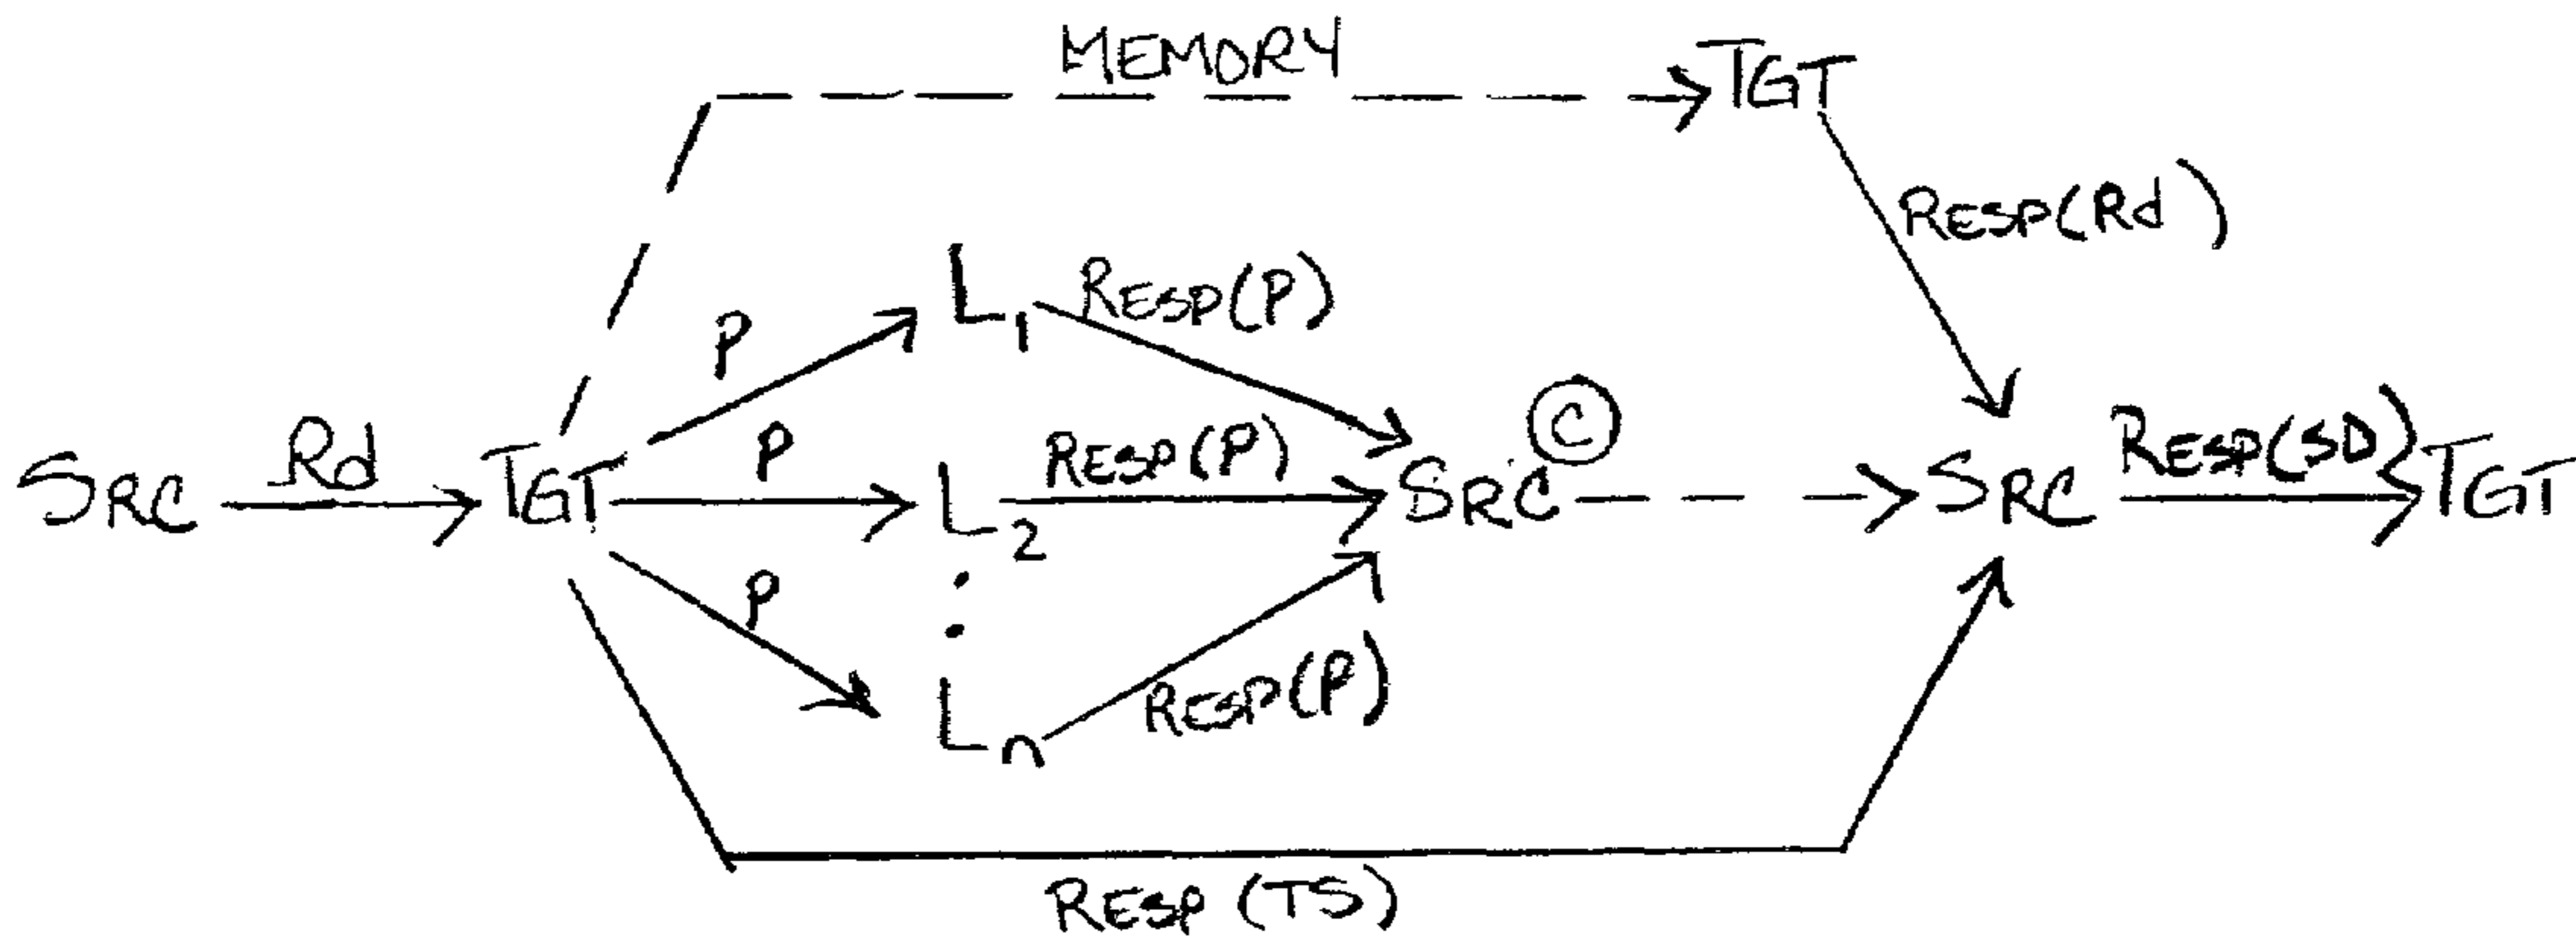 MEMORY
TGT
RESP(Rd)
L1 RESP(P)
P
C
SRC Rd TGT P L2 RESP(P) SRC SRC RESP(SD) TGT
P
Ln RESP(P)
RESP (TS)